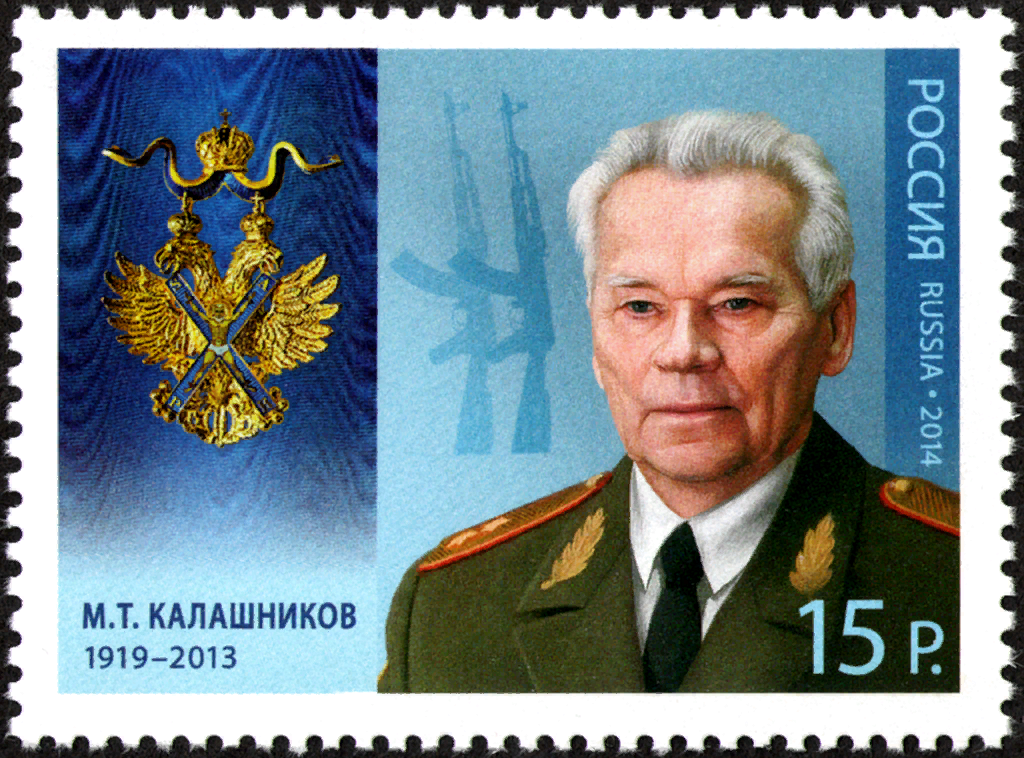 М.Т. КАЛАШНИКОВ
1919–2013
РОССИЯ RUSSIA • 2014
15 Р.